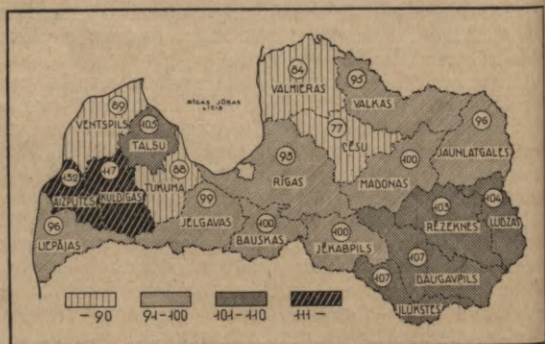 84
VALMIERAS
95
VALKAS
RĪGAS JŪRAS
LĪCIS
89
VENTSPILS
105
TALSU
77
CĒSU
96
JAUNLATGALES
132
AIZPUTES
117
KULDĪGAS
88
TUKUMA
93
RĪGAS
100
MADONAS
99
JELGAVAS
103
RĒZEKNES
104
LUDZAS
96
LIEPĀJAS
100
BAUSKAS
100
JĒKABPILS
107
107
DAUGAVPILS
ILŪKSTES
– 90
91–100
101–110
111 –